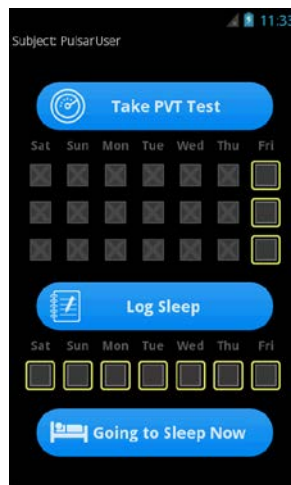 11:33
Subject: PulsarUser
Take PVT Test
Sat Sun Mon Tue Wed Thu Fri
Log Sleep
Sat Sun Mon Tue Wed Thu Fri
Going to Sleep Now